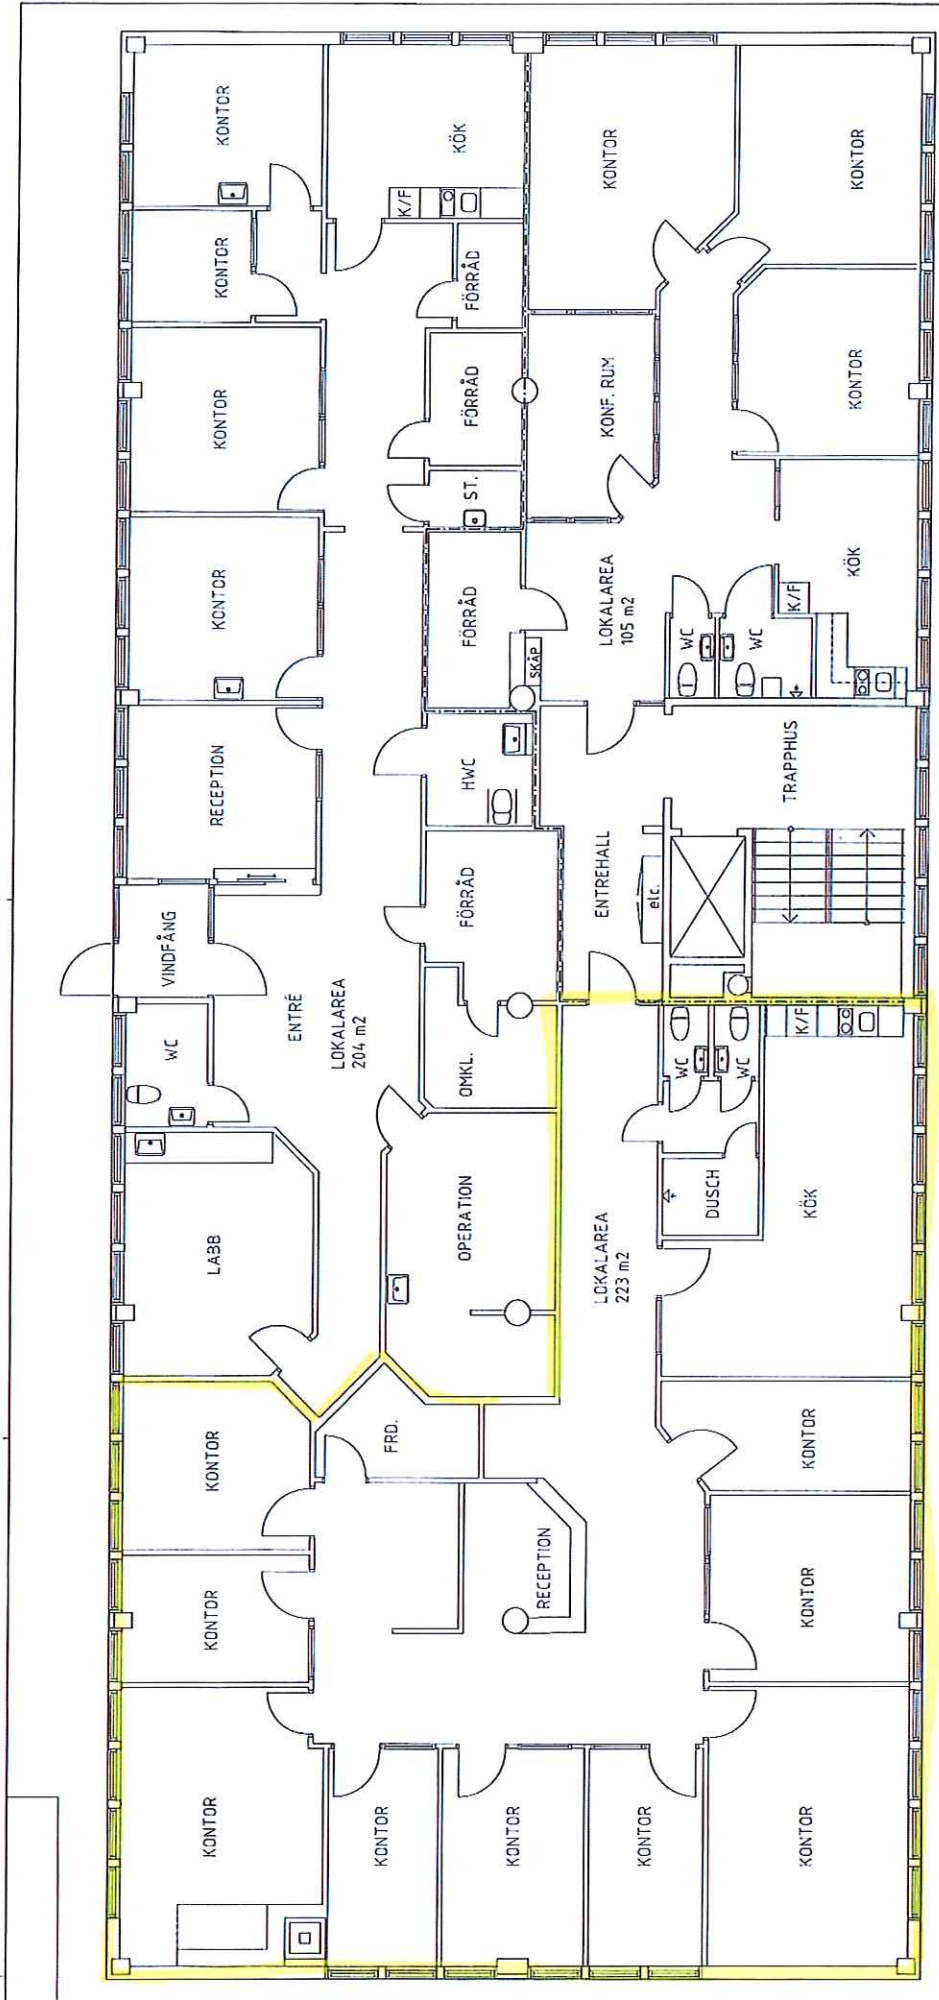 KONTOR
KÖK
K/F
KONTOR
KONTOR
KONTOR
FÖRRÅD
KONTOR
FÖRRÅD
KONF. RUM
KONTOR
ST.
KONTOR
FÖRRÅD
SKÅP
LOKALAREA
105 m2
WC
WC
K/F
KÖK
RECEPTION
HWC
TRAPPHUS
VINDFÅNG
FÖRRÅD
ENTREHALL
elc.
WC
ENTRÉ
LOKALAREA
204 m2
OMKL.
WC
WC
K/F
LABB
OPERATION
LOKALAREA
223 m2
DUSCH
KÖK
KONTOR
FRD.
KONTOR
KONTOR
RECEPTION
KONTOR
KONTOR
KONTOR
KONTOR
KONTOR
KONTOR